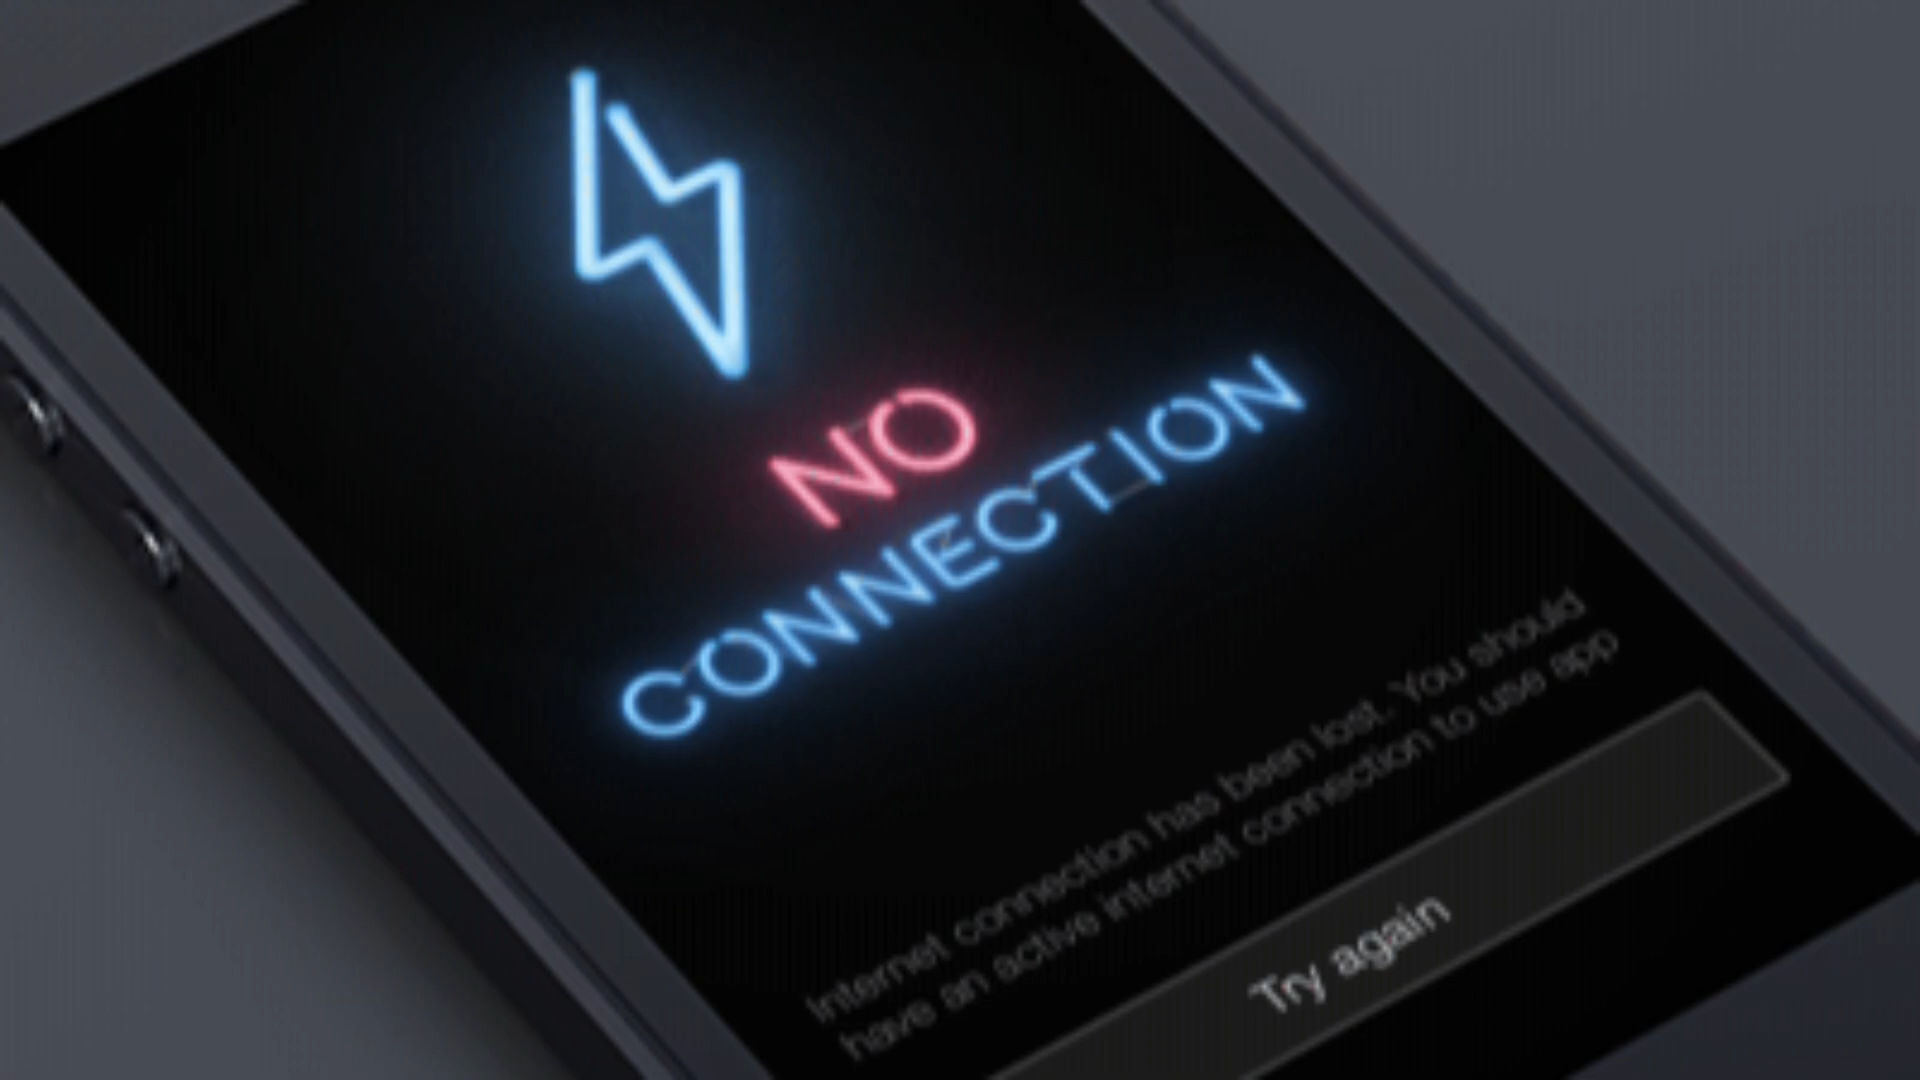 NO
CONNECTION
Internet connection has been lost. You should
have an active internet connection to use app
Try again